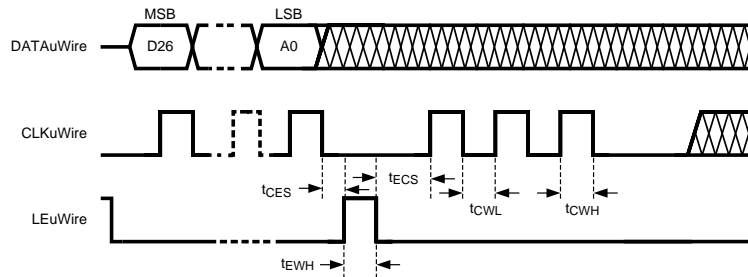 MSB LSB
DATAuWire D26 A0
CLKuWire
tCES tECS tCWL tCWH
LEuWire
tEWH